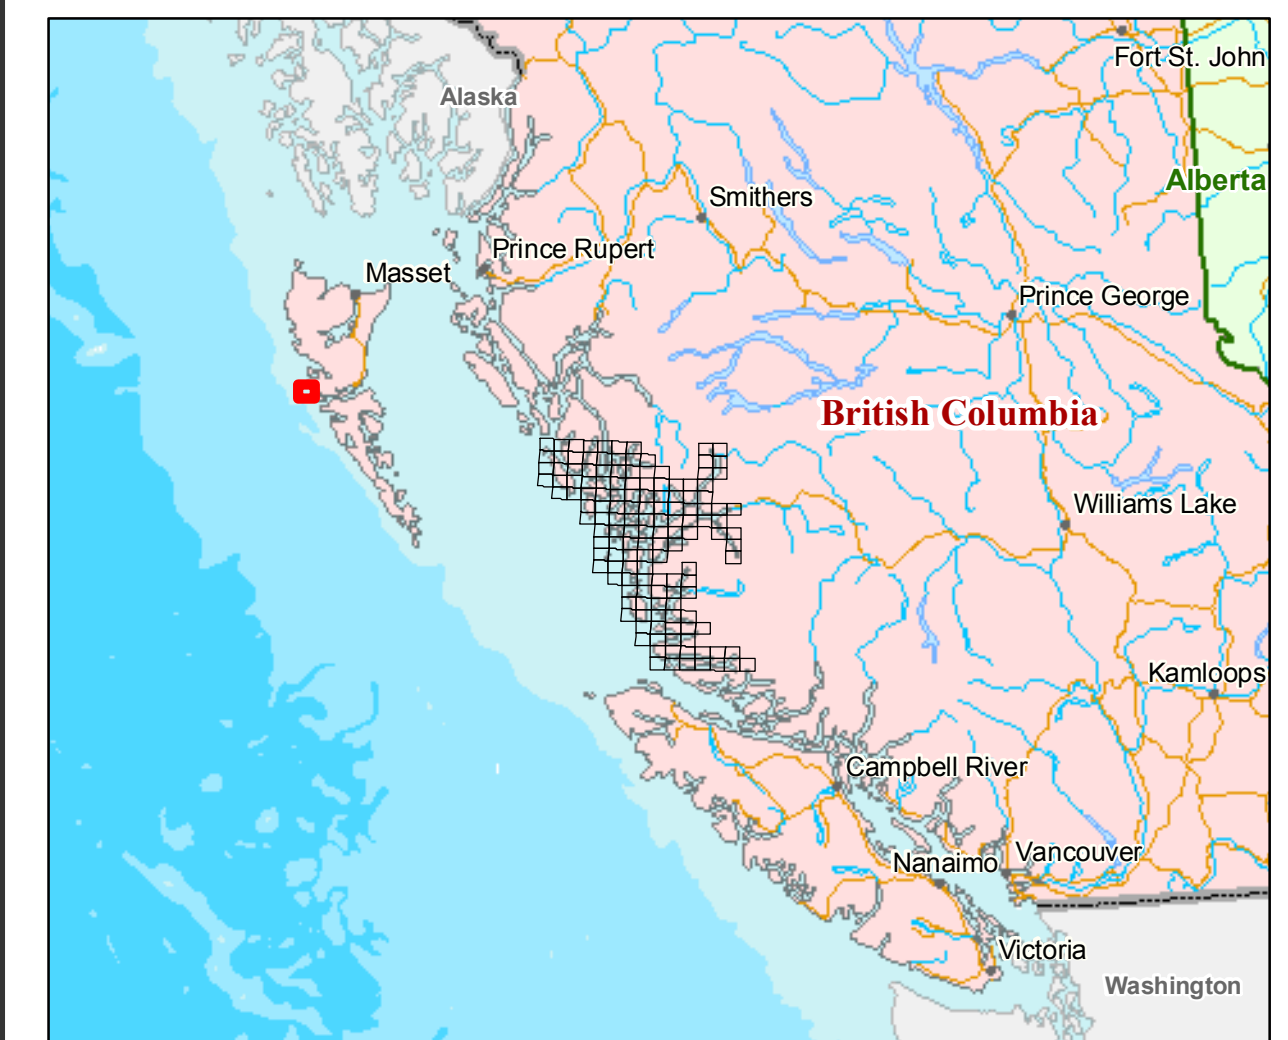 Fort St. John
Alaska
Alberta
Smithers
Prince Rupert
Masset
Prince George
British Columbia
Williams Lake
Kamloops
Campbell River
Vancouver
Nanaimo
Victoria
Washington